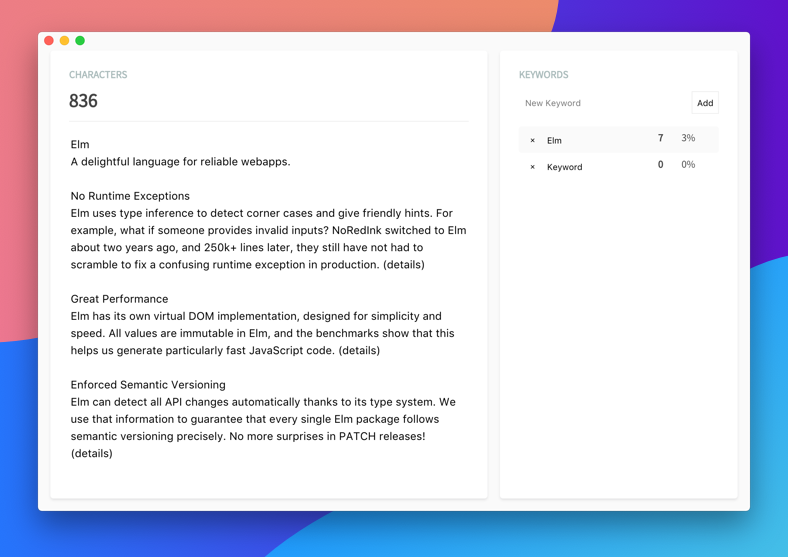 CHARACTERS
836
Elm
A delightful language for reliable webapps.
No Runtime Exceptions
Elm uses type inference to detect corner cases and give friendly hints. For
example, what if someone provides invalid inputs? NoRedInk switched to Elm
about two years ago, and 250k+ lines later, they still have not had to
scramble to fix a confusing runtime exception in production. (details)
Great Performance
Elm has its own virtual DOM implementation, designed for simplicity and
speed. All values are immutable in Elm, and the benchmarks show that this
helps us generate particularly fast JavaScript code. (details)
Enforced Semantic Versioning
Elm can detect all API changes automatically thanks to its type system. We
use that information to guarantee that every single Elm package follows
semantic versioning precisely. No more surprises in PATCH releases!
(details)
KEYWORDS
New Keyword Add
× Elm 7 3%
× Keyword 0 0%